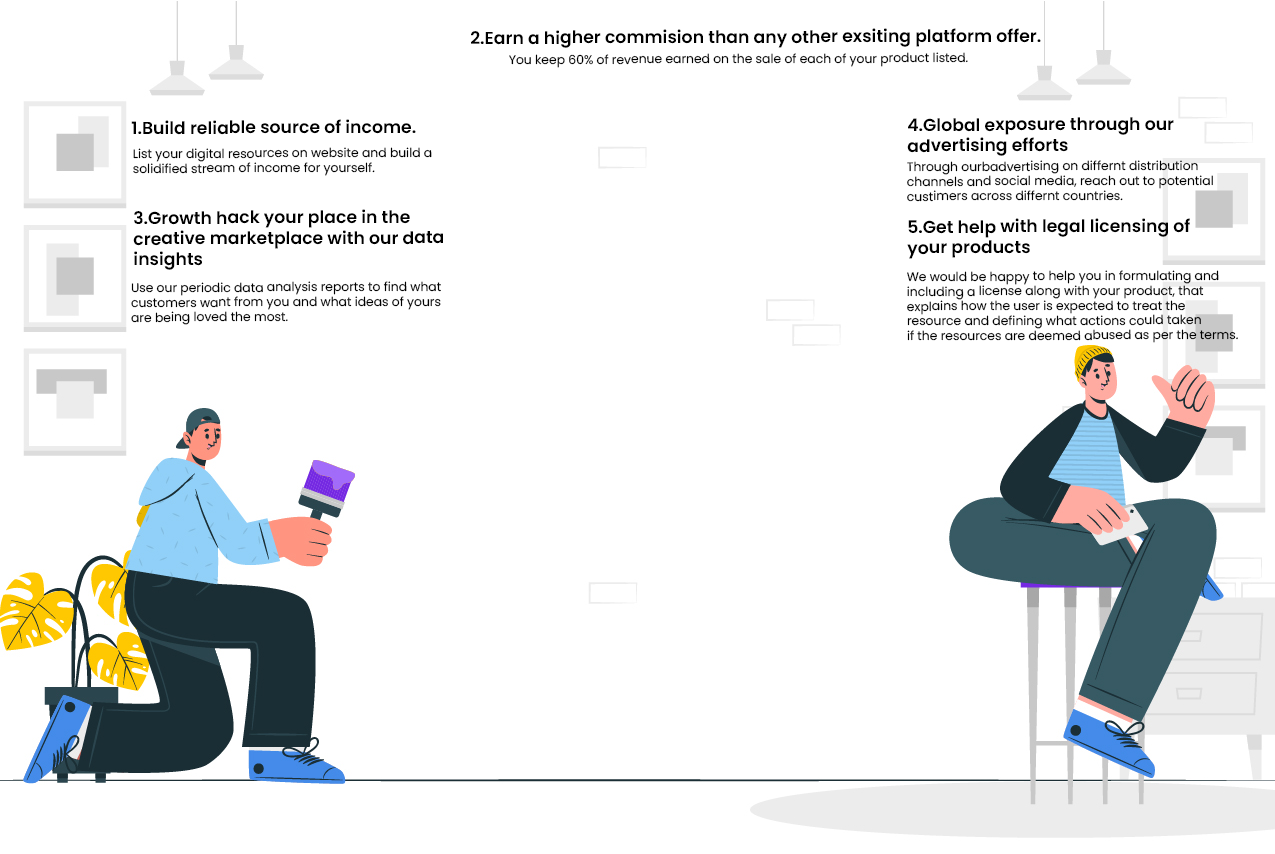 2.Earn a higher commision than any other exsiting platform offer.
You keep 60% of revenue earned on the sale of each of your product listed.
1.Build reliable source of income.
List your digital resources on website and build a
solidified stream of income for yourself.
3.Growth hack your place in the
creative marketplace with our data
insights
Use our periodic data analysis reports to find what
customers want from you and what ideas of yours
are being loved the most.
4.Global exposure through our
advertising efforts
Through ourbadvertising on differnt distribution
channels and social media, reach out to potential
custimers across differnt countries.
5.Get help with legal licensing of
your products
We would be happy to help you in formulating and
including a license along with your product, that
explains how the user is expected to treat the
resource and defining what actions could taken
if the resources are deemed abused as per the terms.